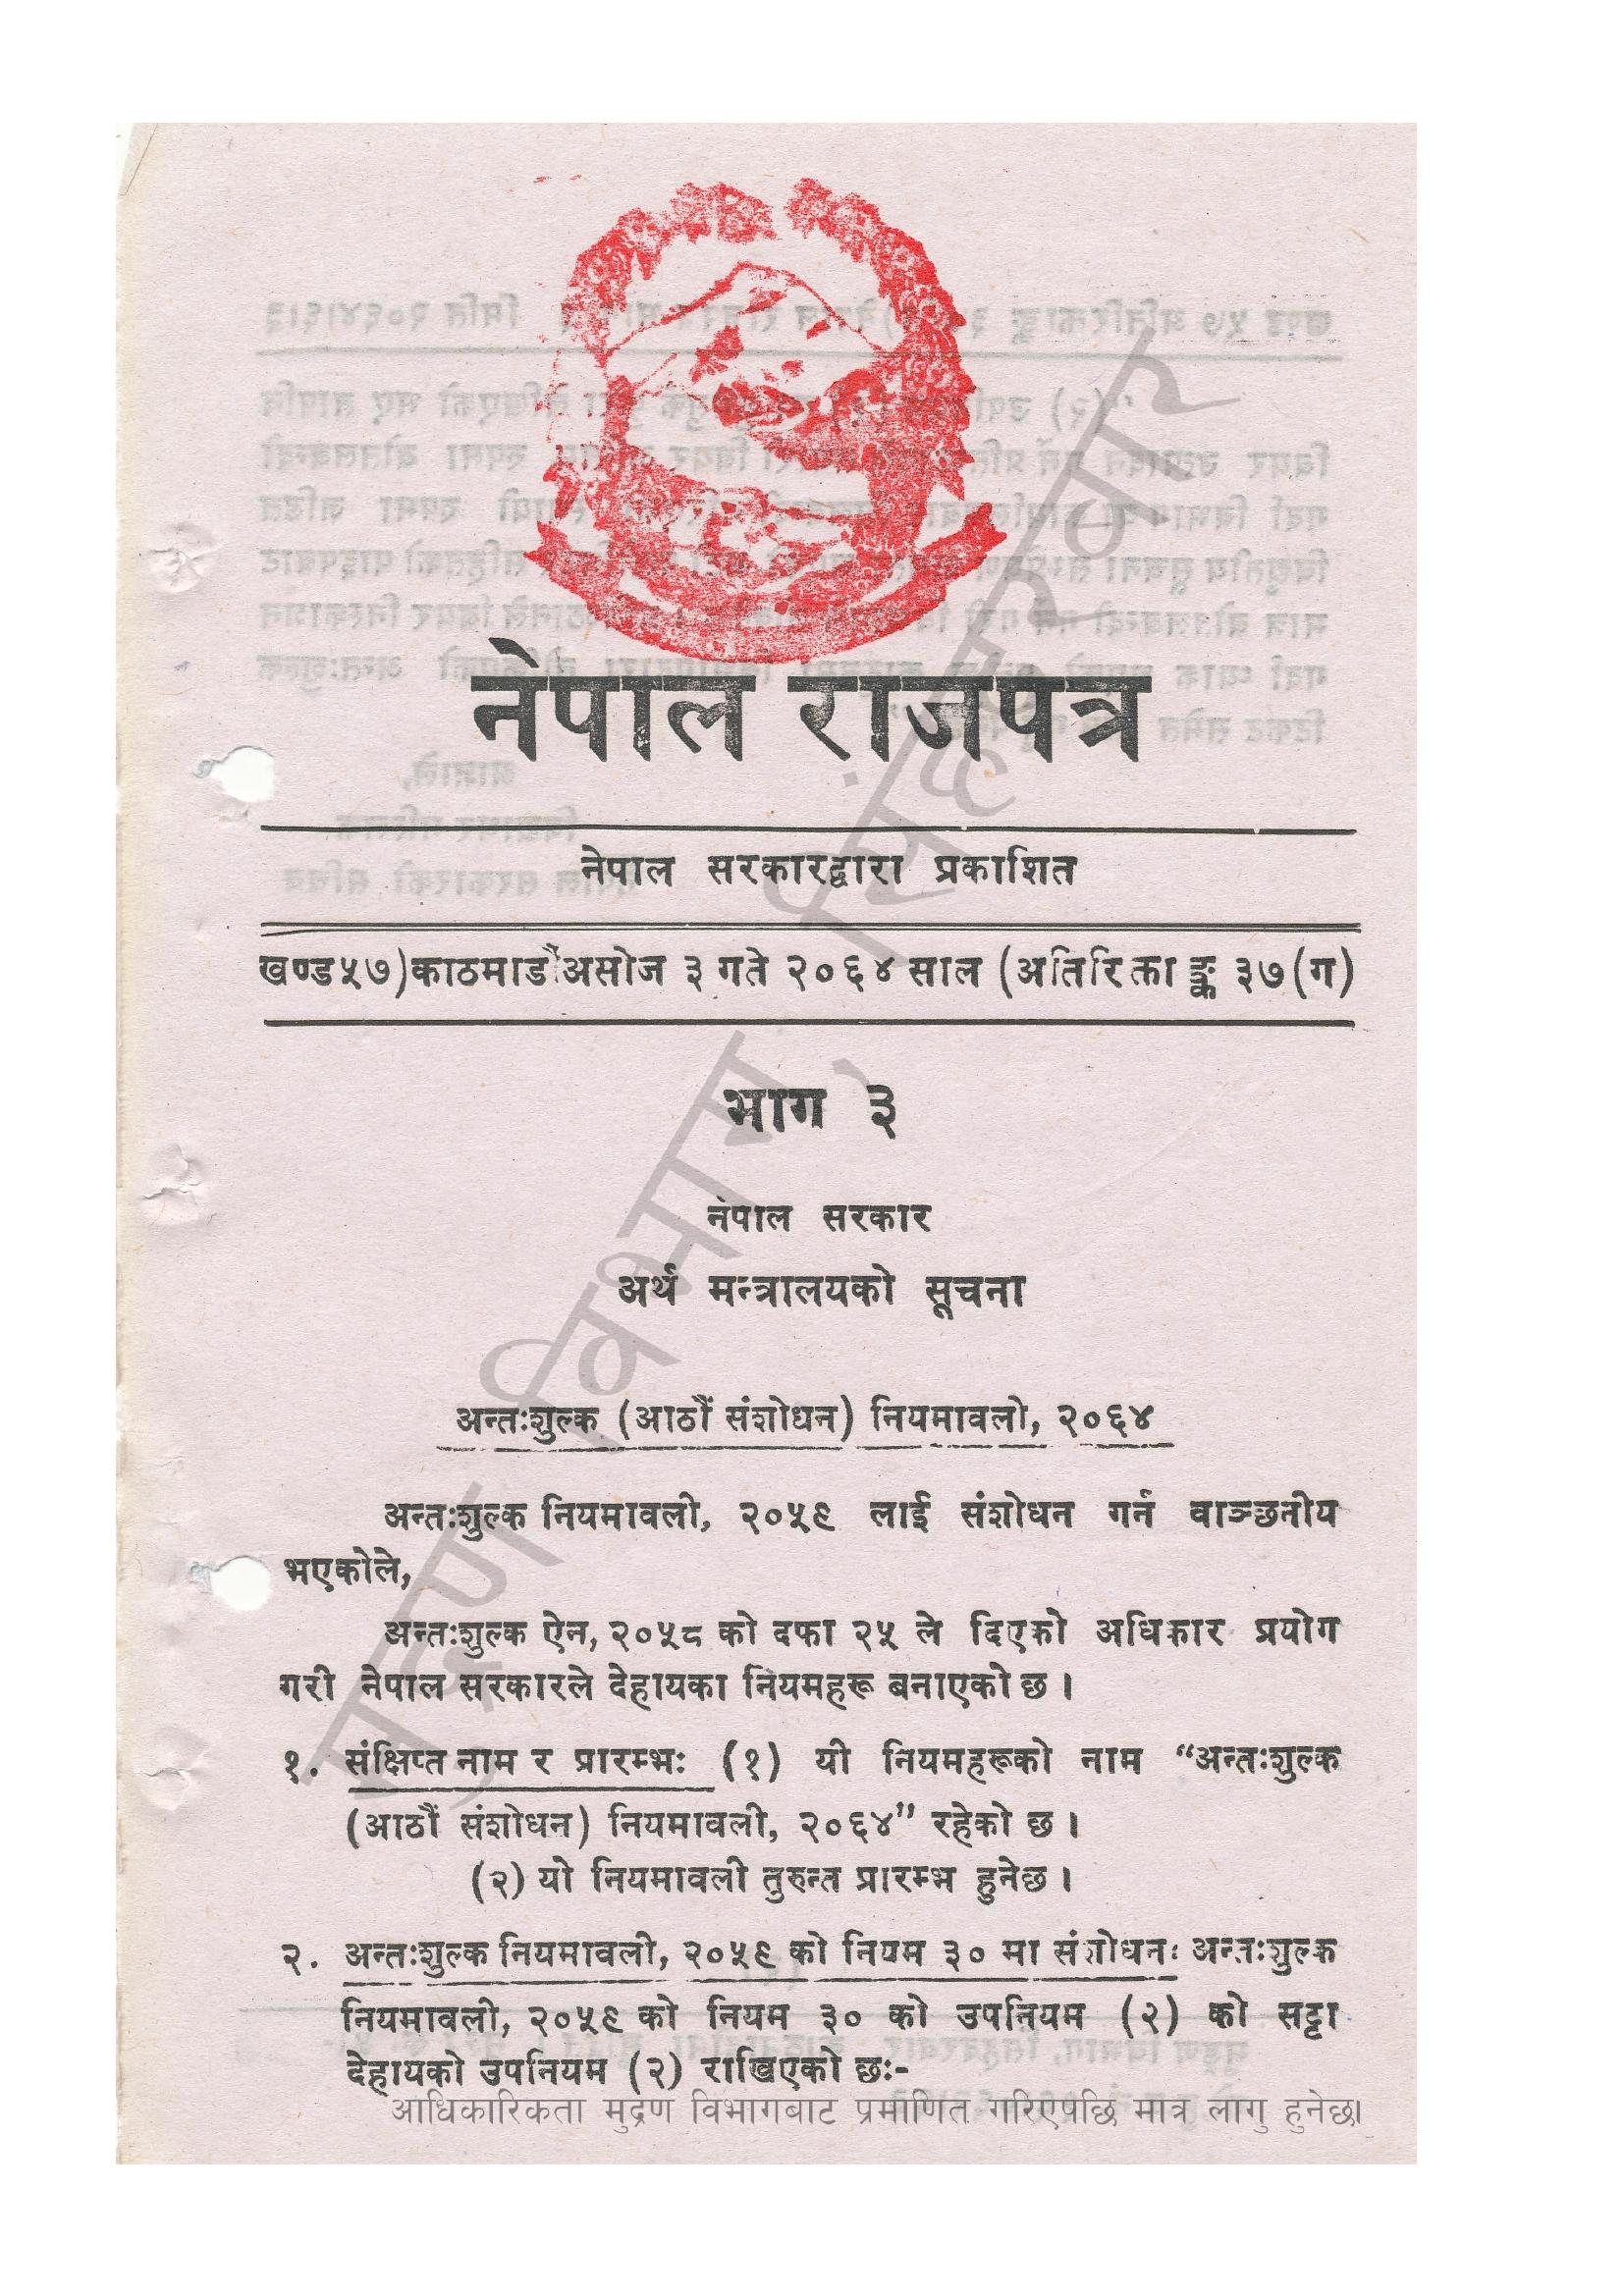 नेपाल राजपत्र
नेपाल सरकारद्वारा प्रकाशित
खण्ड ५७) काठमाडौं असोज ३ गते २०६४ साल (अतिरिक्ताङ्क ३७(ग)
भाग ३
नेपाल सरकार
अर्थ मन्त्रालयको सूचना
अन्तःशुल्क (आठौं संशोधन) नियमावली, २०६४
अन्तःशुल्क नियमावली, २०५९ लाई संशोधन गर्न वाञ्छनीय
भएकोले,
अन्तःशुल्क ऐन, २०५८ को दफा २५ ले दिएको अधिकार प्रयोग
गरी नेपाल सरकारले देहायका नियमहरू बनाएको छ ।
१. संक्षिप्त नाम र प्रारम्भः (१) यी नियमहरूको नाम “अन्तःशुल्क
(आठौं संशोधन) नियमावली, २०६४” रहेको छ ।
(२) यो नियमावली तुरुन्त प्रारम्भ हुनेछ ।
२. अन्तःशुल्क नियमावली, २०५९ को नियम ३० मा संशोधनः अन्तःशुल्क
नियमावली, २०५९ को नियम ३० को उपनियम (२) को सट्टा
देहायको उपनियम (२) राखिएको छः-
आधिकारिकता मुद्रण विभागबाट प्रमाणित गरिएपछि मात्र लागु हुनेछ।
मुद्रण विभाग, सिंहदरबार